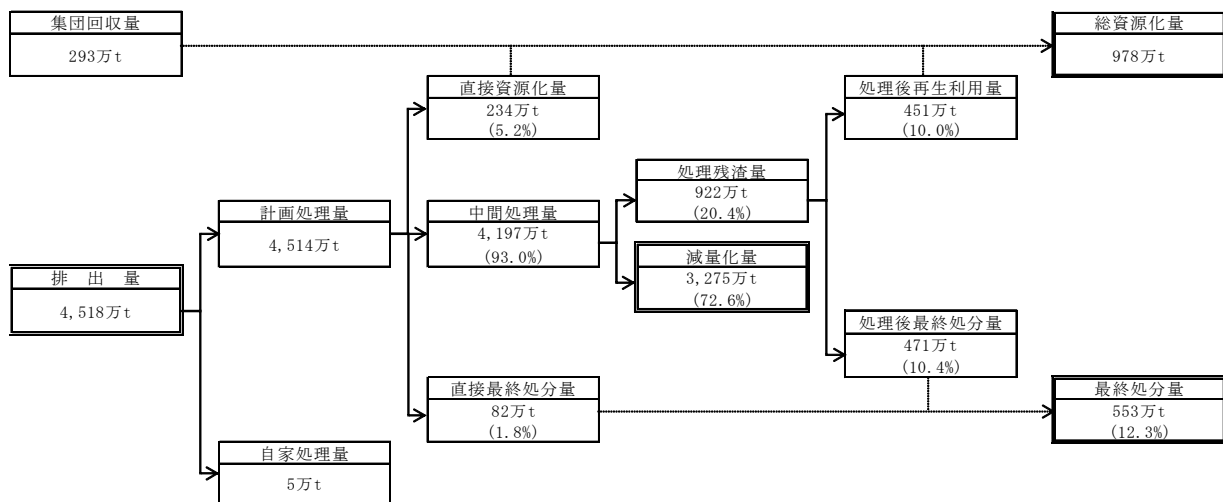 集団回収量
293万t
総資源化量
978万t
直接資源化量
234万t
(5.2%)
処理後再生利用量
451万t
(10.0%)
処理残渣量
922万t
(20.4%)
計画処理量
4,514万t
中間処理量
4,197万t
(93.0%)
減量化量
3,275万t
(72.6%)
排　出　量
4,518万t
処理後最終処分量
471万t
(10.4%)
直接最終処分量
82万t
(1.8%)
最終処分量
553万t
(12.3%)
自家処理量
5万t